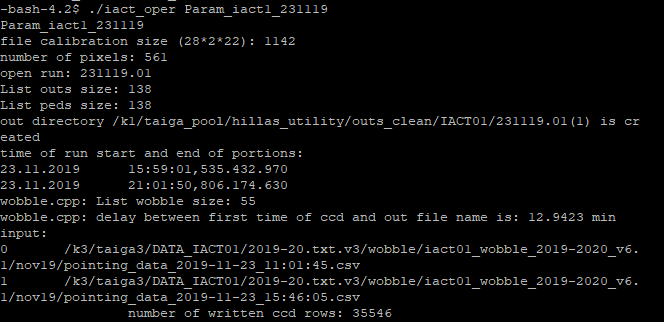 -bash-4.2$ ./iact_oper Param_iact1_231119
Param_iact1_231119
file calibration size (28*2*22): 1142
number of pixels: 561
open run: 231119.01
List outs size: 138
List peds size: 138
out directory /k1/taiga_pool/hillas_utility/outs_clean/IACT01/231119.01(1) is cr
eated
time of run start and end of portions:
23.11.2019      15:59:01,535.432.970
23.11.2019      21:01:50,806.174.630
wobble.cpp: List wobble size: 55
wobble.cpp: delay between first time of ccd and out file name is: 12.9423 min
input:
0       /k3/taiga3/DATA_IACT01/2019-20.txt.v3/wobble/iact01_wobble_2019-2020_v6.
1/nov19/pointing_data_2019-11-23_11:01:45.csv
1       /k3/taiga3/DATA_IACT01/2019-20.txt.v3/wobble/iact01_wobble_2019-2020_v6.
1/nov19/pointing_data_2019-11-23_15:46:05.csv
                number of written ccd rows: 35546